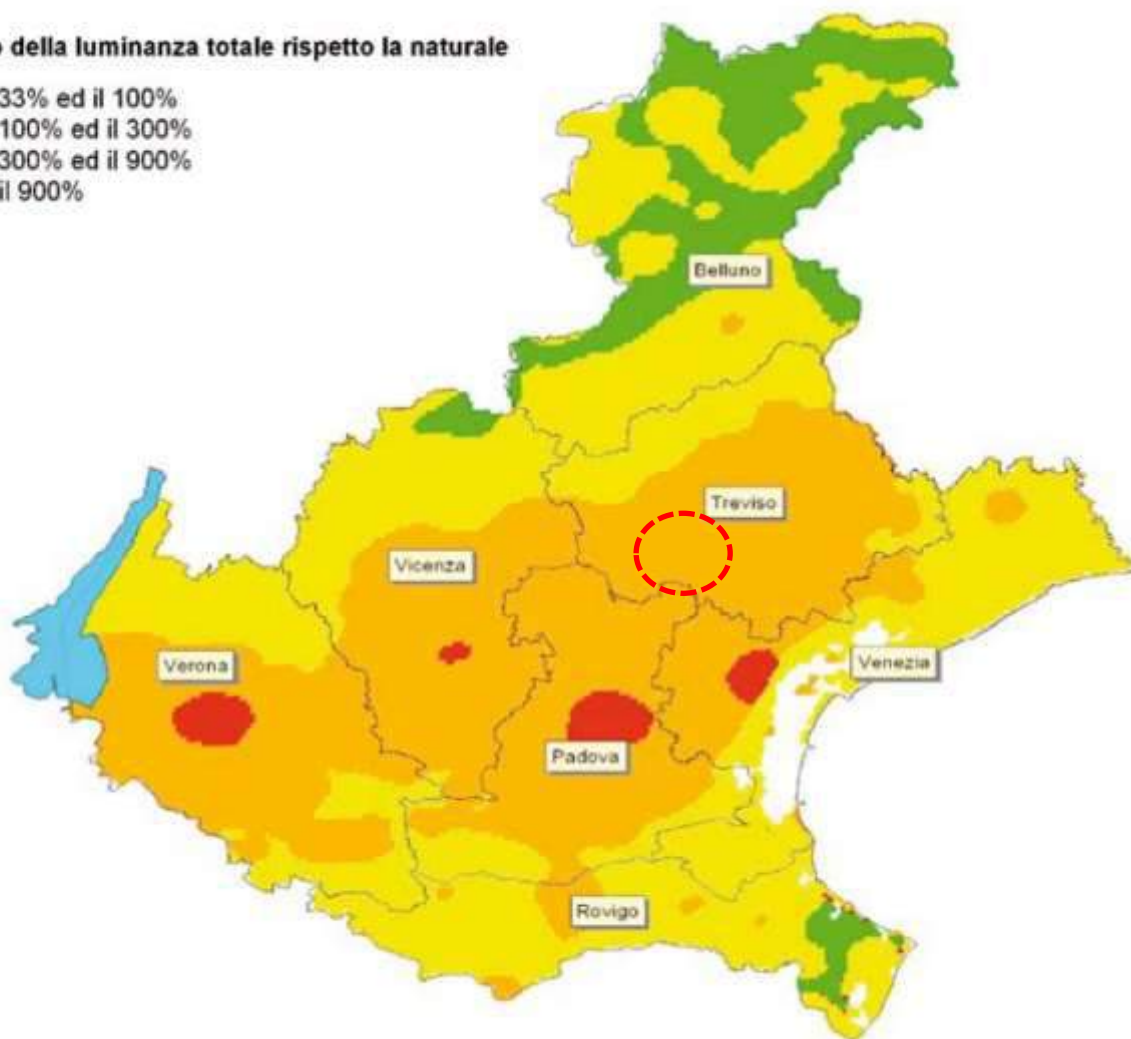 della luminanza totale rispetto la naturale
33% ed il 100%
100% ed il 300%
300% ed il 900%
il 900%
Belluno
Treviso
Vicenza
Verona
Venezia
Padova
Rovigo